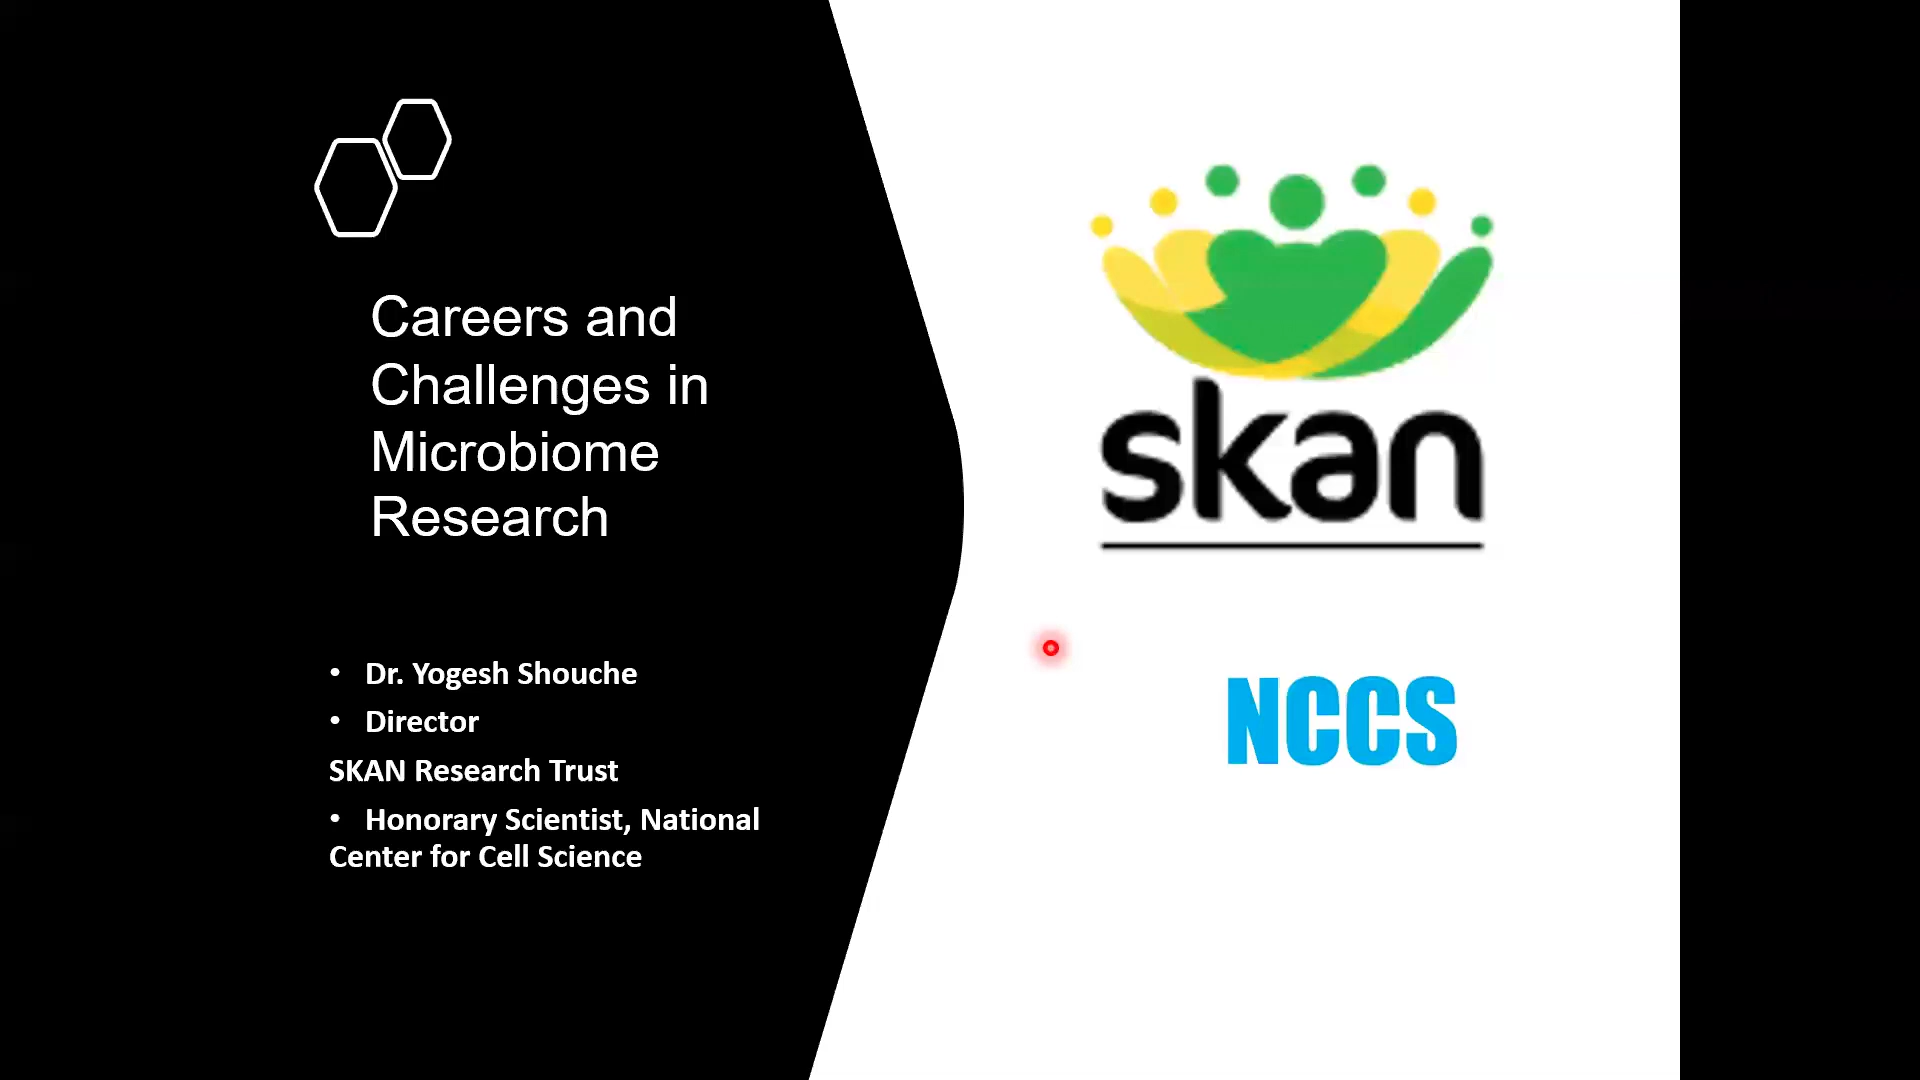 Careers and
Challenges in
Microbiome
Research
• Dr. Yogesh Shouche
• Director
SKAN Research Trust
• Honorary Scientist, National
Center for Cell Science
skan
NCCS